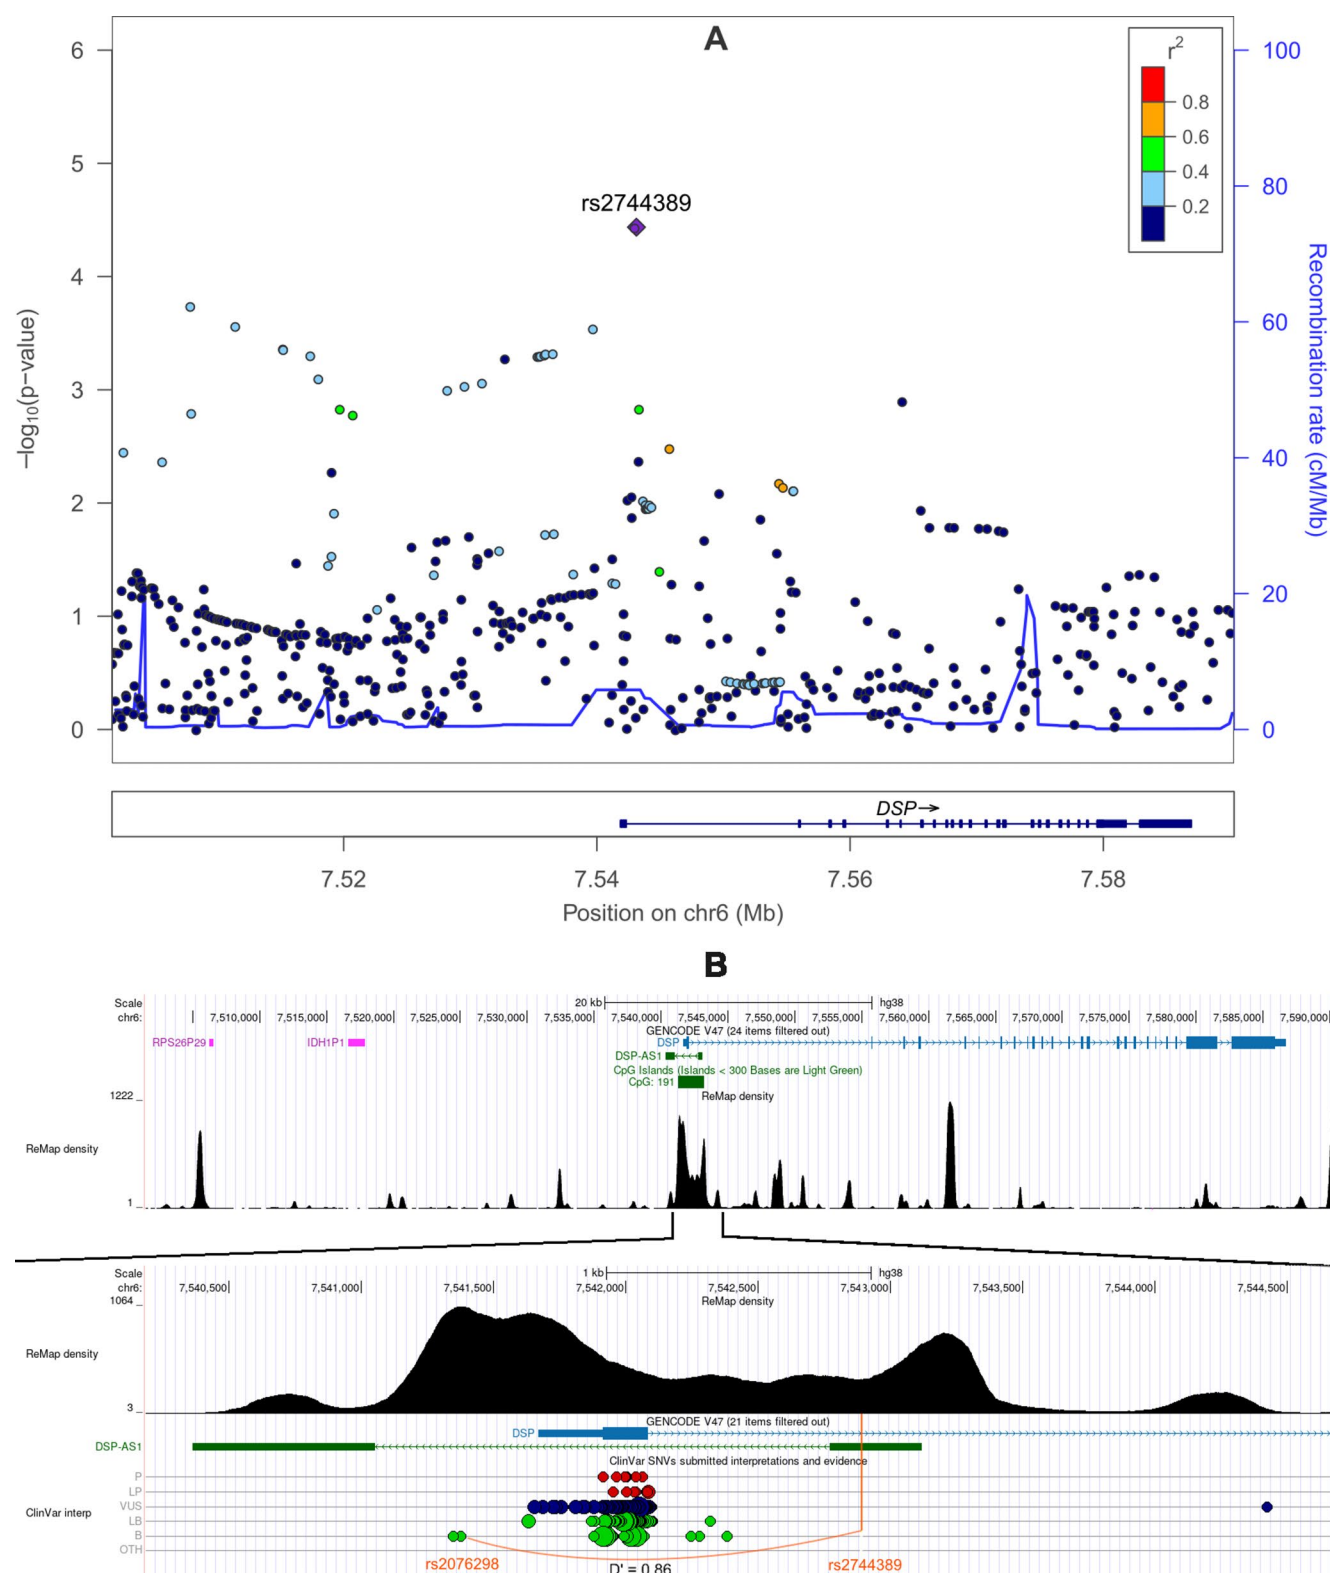 A
6
5
4
3
2
1
0
−log10(p−value)
rs2744389
r2
0.8
0.6
0.4
0.2
100
80
60
40
20
0
Recombination rate (cM/Mb)
DSP→
7.52 7.54 7.56 7.58
Position on chr6 (Mb)
B
Scale 20 kb hg38
chr6: 7,510,000 7,515,000 7,520,000 7,525,000 7,530,000 7,535,000 7,540,000 7,545,000 7,550,000 7,555,000 7,560,000 7,565,000 7,570,000 7,575,000 7,580,000 7,585,000 7,590,000
GENCODE V47 (24 items filtered out)
RPS26P29 IDH1P1 DSP
DSP-AS1
CpG Islands (Islands < 300 Bases are Light Green)
CpG: 191
ReMap density
1222
ReMap density
1
Scale 1 kb hg38
chr6: 7,540,500 7,541,000 7,541,500 7,542,000 7,542,500 7,543,000 7,543,500 7,544,000 7,544,500
1064 ReMap density
ReMap density
3
GENCODE V47 (21 items filtered out)
DSP
DSP-AS1
ClinVar SNVs submitted interpretations and evidence
P
LP
ClinVar interp VUS
LB
B
OTH
rs2076298 D' = 0.86 rs2744389